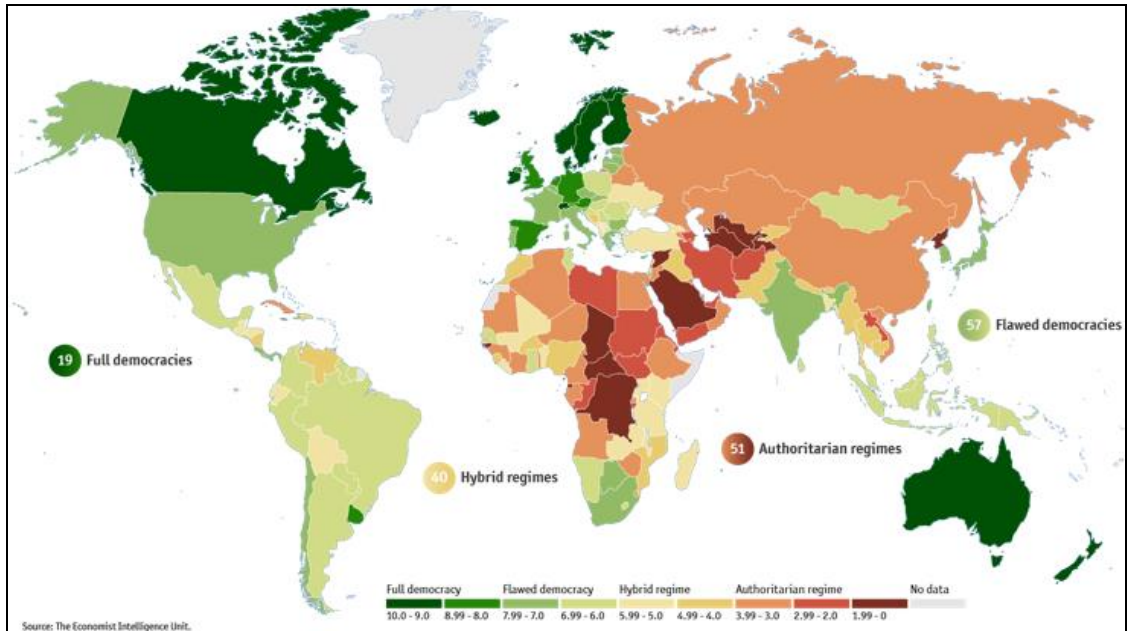 57 Flawed democracies
19 Full democracies
51 Authoritarian regimes
40 Hybrid regimes
Full democracy Flawed democracy Hybrid regime Authoritarian regime No data
10.0 - 9.0 8.99 - 8.0 7.99 - 7.0 6.99 - 6.0 5.99 - 5.0 4.99 - 4.0 3.99 - 3.0 2.99 - 2.0 1.99 - 0
Source: The Economist Intelligence Unit.